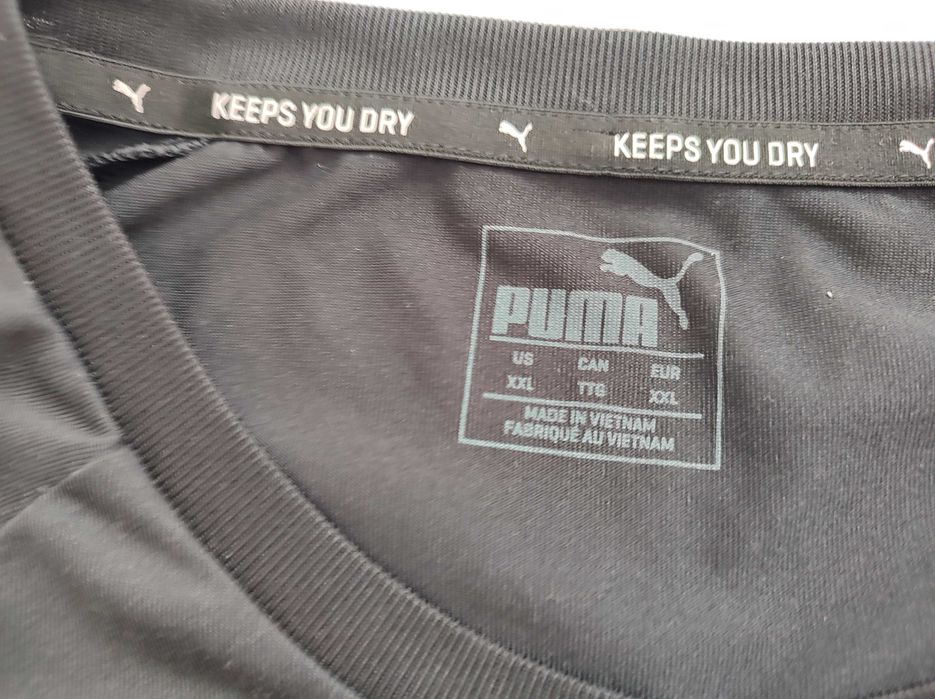 KEEPS YOU DRY KEEPS YOU DRY
PUMA
US CAN EUR
XXL TTG XXL
MADE IN VIETNAM
FABRIQUÉ AU VIETNAM